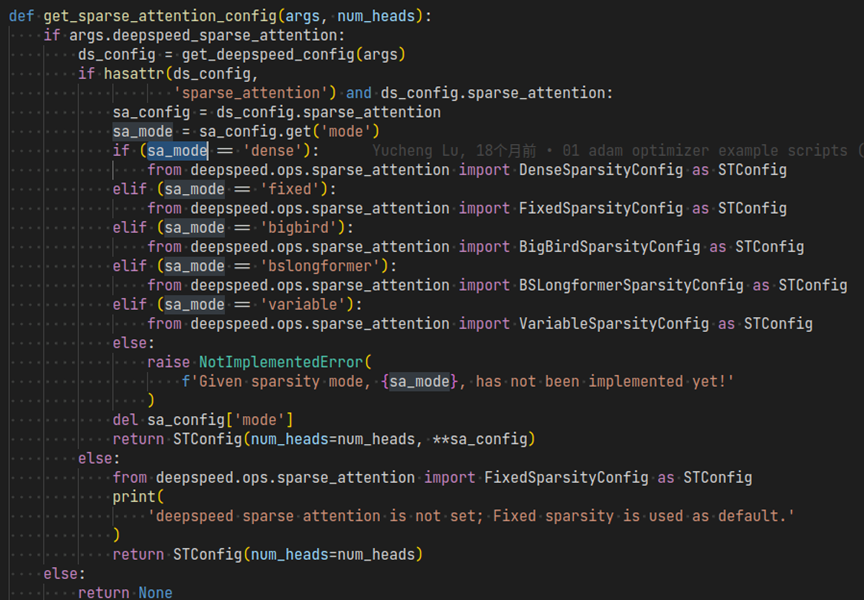 def get_sparse_attention_config(args, num_heads):
    if args.deepspeed_sparse_attention:
        ds_config = get_deepspeed_config(args)
        if hasattr(ds_config,
                   'sparse_attention') and ds_config.sparse_attention:
            sa_config = ds_config.sparse_attention
            sa_mode = sa_config.get('mode')
            if (sa_mode == 'dense'):      Yucheng Lu, 18个月前 • 01 adam optimizer example scripts (
                from deepspeed.ops.sparse_attention import DenseSparsityConfig as STConfig
            elif (sa_mode == 'fixed'):
                from deepspeed.ops.sparse_attention import FixedSparsityConfig as STConfig
            elif (sa_mode == 'bigbird'):
                from deepspeed.ops.sparse_attention import BigBirdSparsityConfig as STConfig
            elif (sa_mode == 'bslongformer'):
                from deepspeed.ops.sparse_attention import BSLongformerSparsityConfig as STConfig
            elif (sa_mode == 'variable'):
                from deepspeed.ops.sparse_attention import VariableSparsityConfig as STConfig
            else:
                raise NotImplementedError(
                    f'Given sparsity mode, {sa_mode}, has not been implemented yet!'
                )
            del sa_config['mode']
            return STConfig(num_heads=num_heads, **sa_config)
        else:
            from deepspeed.ops.sparse_attention import FixedSparsityConfig as STConfig
            print(
                'deepspeed sparse attention is not set; Fixed sparsity is used as default.'
            )
            return STConfig(num_heads=num_heads)
    else:
        return None